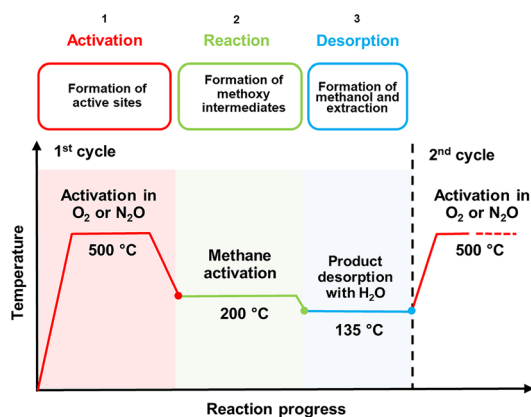 1 2 3
Activation Reaction Desorption
Formation of
active sites
Formation of
methoxy
intermediates
Formation of
methanol and
extraction
1st cycle
2nd cycle
Activation in
O2 or N2O
500 °C
Methane
activation
200 °C
Product
desorption
with H2O
135 °C
Activation in
O2 or N2O
500 °C
Temperature
Reaction progress